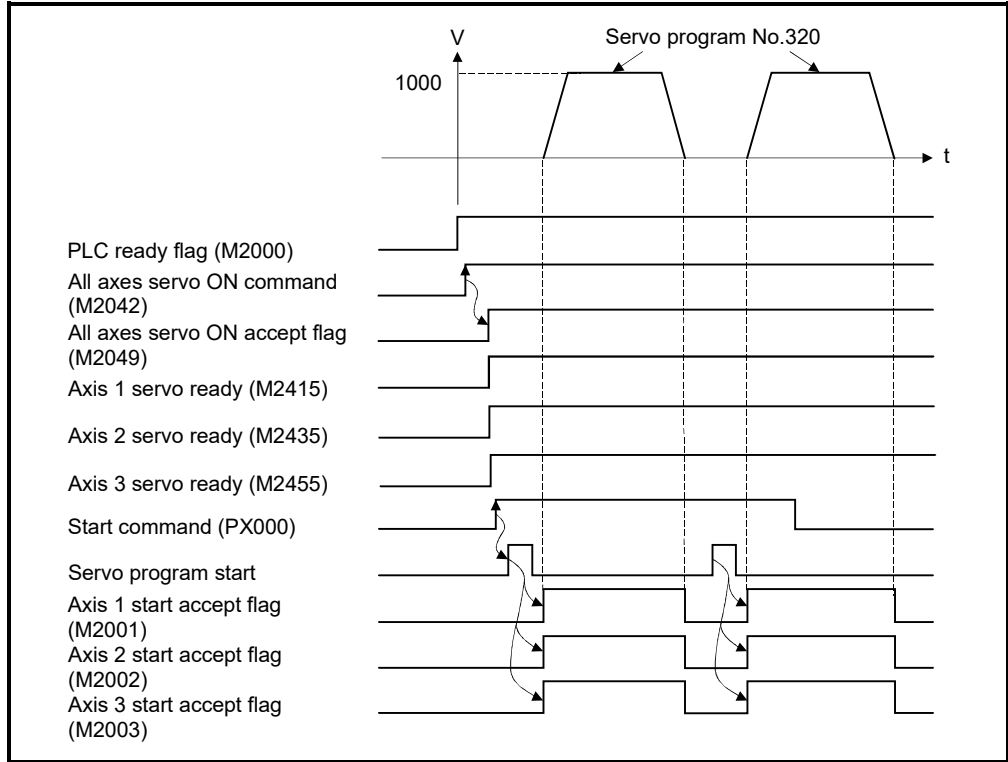 V
Servo program No.320
1000
t
PLC ready flag (M2000)
All axes servo ON command
(M2042)
All axes servo ON accept flag
(M2049)
Axis 1 servo ready (M2415)
Axis 2 servo ready (M2435)
Axis 3 servo ready (M2455)
Start command (PX000)
Servo program start
Axis 1 start accept flag
(M2001)
Axis 2 start accept flag
(M2002)
Axis 3 start accept flag
(M2003)